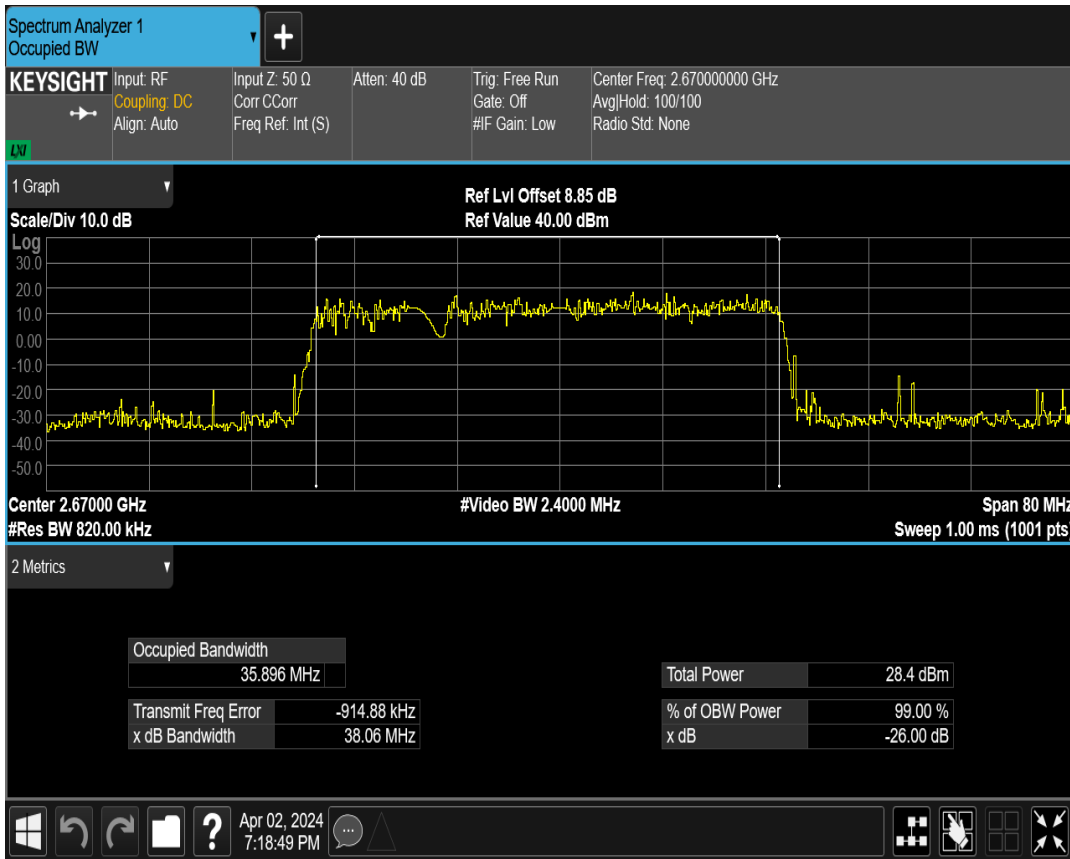 Spectrum Analyzer 1
Occupied BW
+
KEYSIGHT
LXI
Input: RF
Coupling: DC
Align: Auto
Input Z: 50 Ω
Corr CCorr
Freq Ref: Int (S)
Atten: 40 dB
Trig: Free Run
Gate: Off
#IF Gain: Low
Center Freq: 2.670000000 GHz
Avg|Hold: 100/100
Radio Std: None
1 Graph
Scale/Div 10.0 dB
Ref Lvl Offset 8.85 dB
Ref Value 40.00 dBm
Log
30.0
20.0
10.0
0.00
-10.0
-20.0
-30.0
-40.0
-50.0
Center 2.67000 GHz
#Video BW 2.4000 MHz
Span 80 MHz
#Res BW 820.00 kHz
Sweep 1.00 ms (1001 pts)
2 Metrics
Occupied Bandwidth
35.896 MHz
Transmit Freq Error -914.88 kHz
x dB Bandwidth 38.06 MHz
Total Power 28.4 dBm
% of OBW Power 99.00 %
x dB -26.00 dB
?
Apr 02, 2024
7:18:49 PM